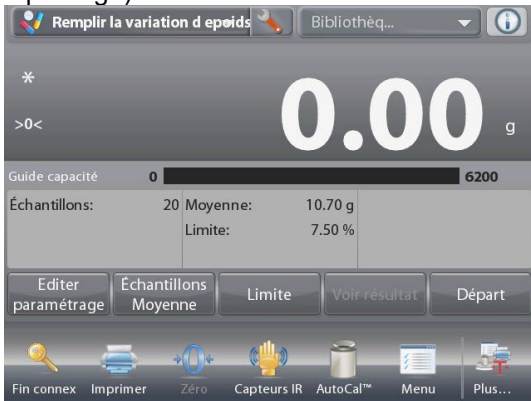 Remplir la variation d epoids
Bibliothèq...
*
>0<
0.00 g
Guide capacité 0 6200
Échantillons: 20 Moyenne: 10.70 g
Limite: 7.50 %
Editer paramétrage
Échantillons Moyenne
Limite
Voir résultat
Départ
Fin connex
Imprimer
Zéro
Capteurs IR
AutoCal™
Menu
Plus...